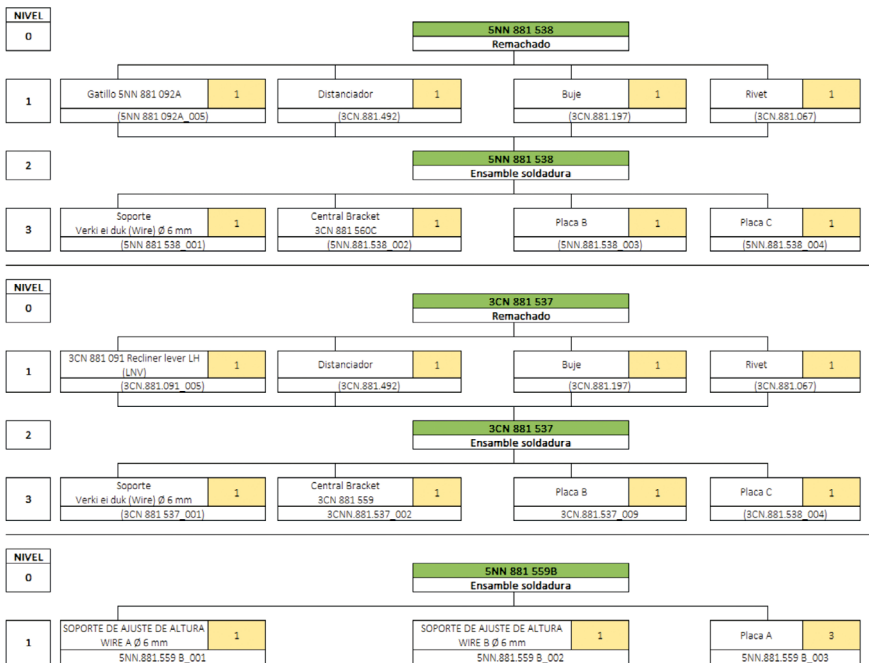 NIVEL
0
5NN 881 538
Remachado
1
Gatillo 5NN 881 092A
1
(5NN 881 092A_005)
Distanciador
1
(3CN.881.492)
Buje
1
(3CN.881.197)
Rivet
1
(3CN.881.067)
2
5NN 881 538
Ensamble soldadura
3
Soporte
Verki ei duk (Wire) Ø 6 mm
1
(5NN 881 538_001)
Central Bracket
3CN 881 560C
1
(5NN.881.538_002)
Placa B
1
(5NN.881.538_003)
Placa C
1
(5NN.881.538_004)
NIVEL
0
3CN 881 537
Remachado
1
3CN 881 091 Recliner lever LH
(LNV)
1
(3CN.881.091_005)
Distanciador
1
(3CN.881.492)
Buje
1
(3CN.881.197)
Rivet
1
(3CN.881.067)
2
3CN 881 537
Ensamble soldadura
3
Soporte
Verki ei duk (Wire) Ø 6 mm
1
(3CN 881 537_001)
Central Bracket
3CN 881 559
1
3CNN.881.537_002
Placa B
1
3CN.881.537_009
Placa C
1
(3CN.881.538_004)
NIVEL
0
5NN 881 559B
Ensamble soldadura
1
SOPORTE DE AJUSTE DE ALTURA
WIRE A Ø 6 mm
1
5NN.881.559 B_001
SOPORTE DE AJUSTE DE ALTURA
WIRE B Ø 6 mm
1
5NN.881.559 B_002
Placa A
3
5NN.881.559 B_003